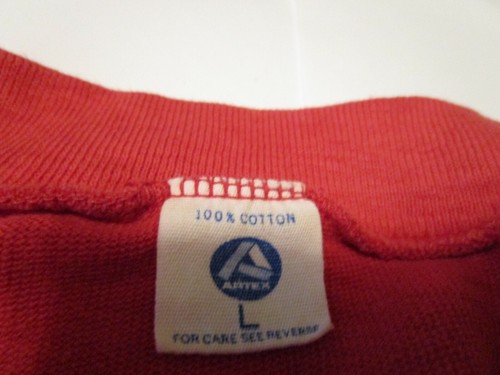 100% COTTON
ARTEX
L
FOR CARE SEE REVERSE